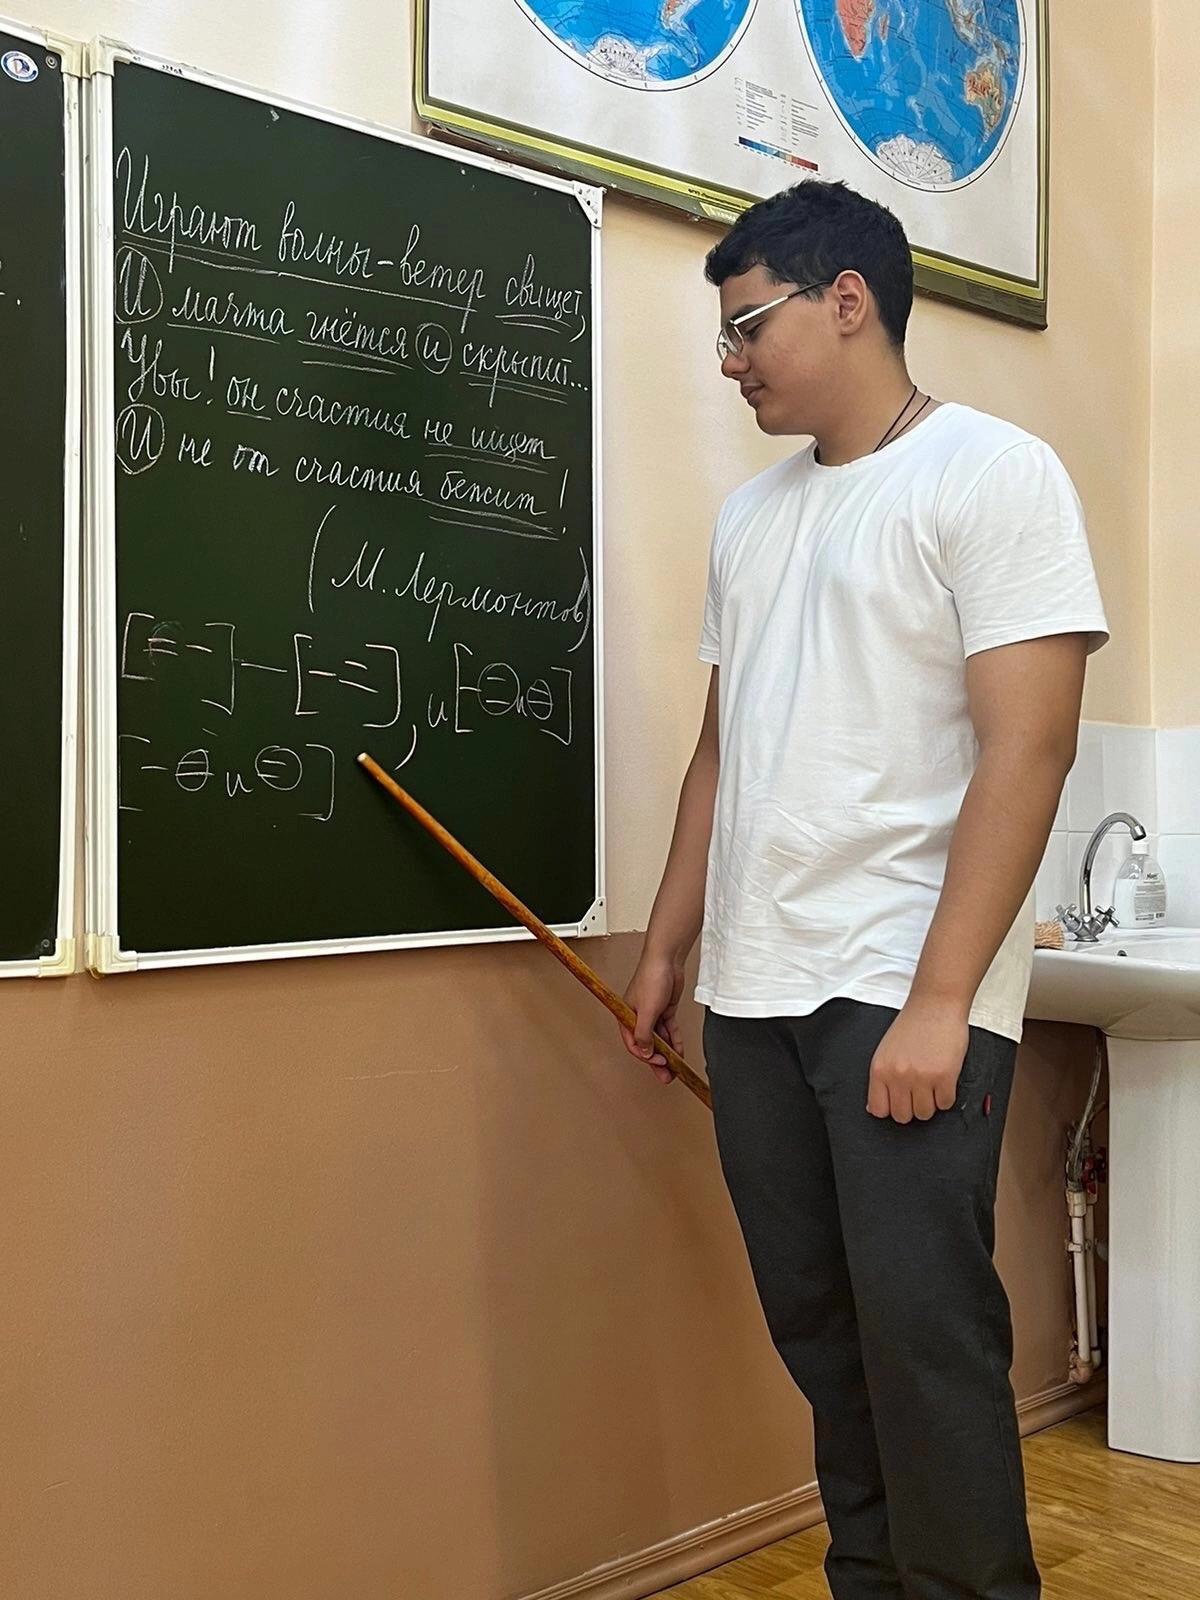 Играют волны-ветер свищет,
И мачта гнётся и скрыпит...
Увы! он счастия не ищет
И не от счастия бежит!
(М. Лермонтов)
[= -] — [- =], и [- = и =]
[- = и =]